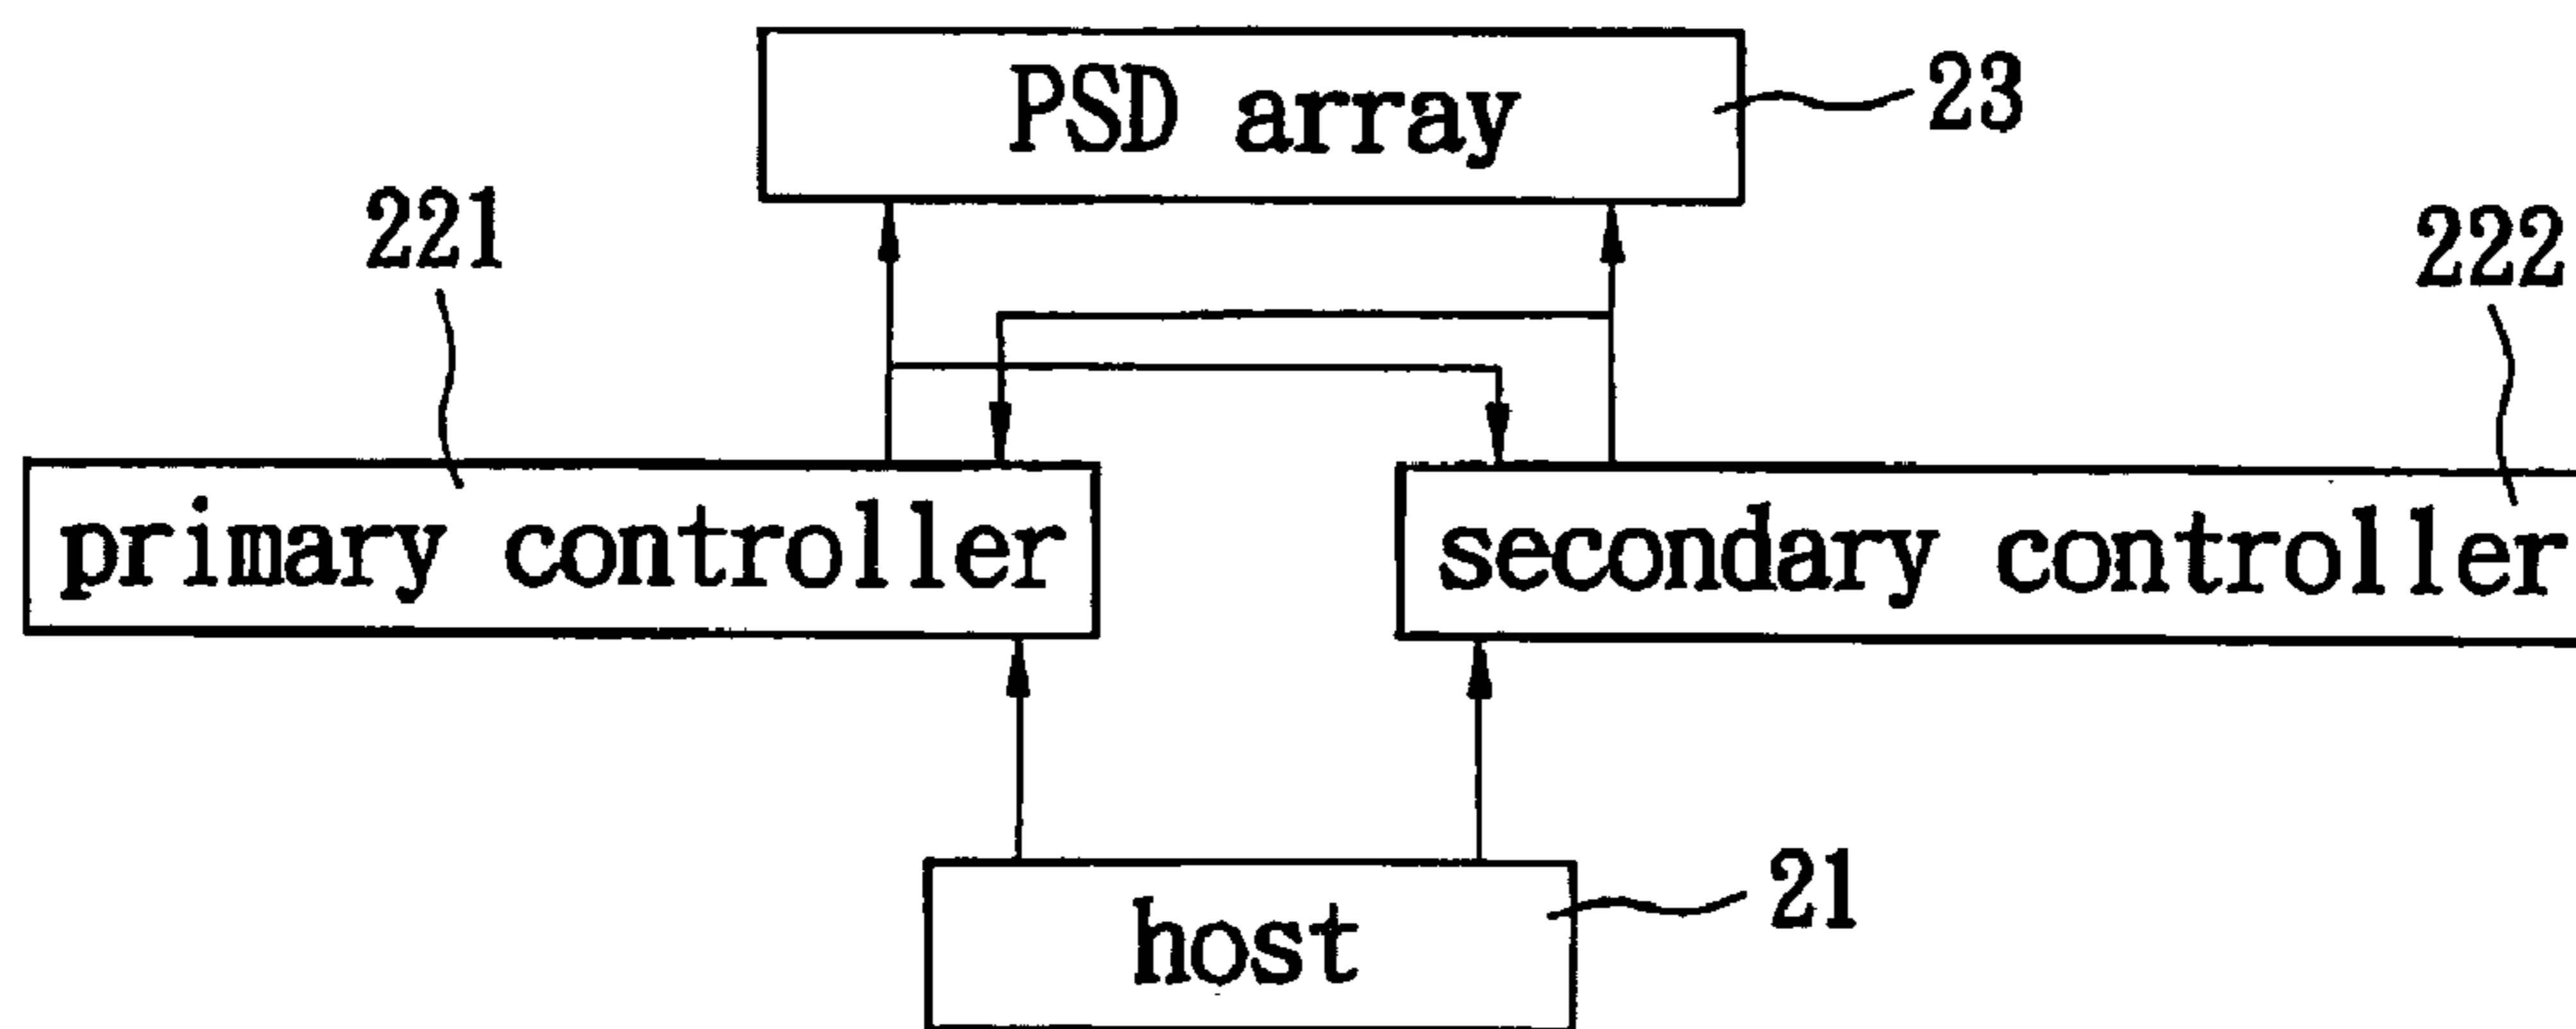 PSD array
23
221
222
primary controller
secondary controller
21
host